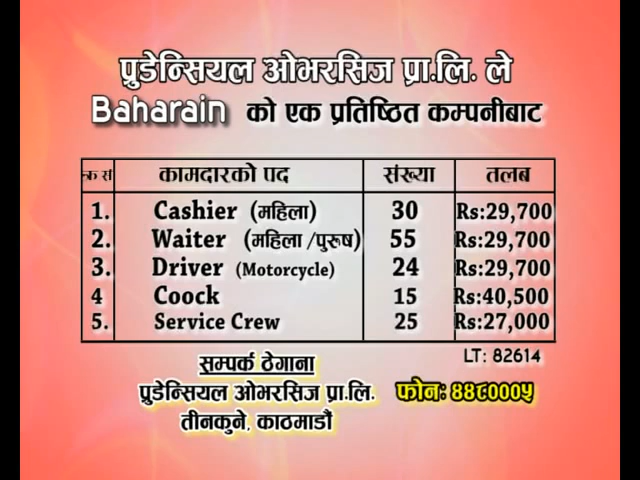 प्रुडेन्सियल ओभरसिज प्रा.लि. ले
Baharain को एक प्रतिष्ठित कम्पनीबाट
क्र सं कामदारको पद संख्या तलब
1. Cashier (महिला) 30 Rs:29,700
2. Waiter (महिला /पुरुष) 55 Rs:29,700
3. Driver (Motorcycle) 24 Rs:29,700
4 Coock 15 Rs:40,500
5. Service Crew 25 Rs:27,000
LT: 82614
सम्पर्क ठेगाना
प्रुडेन्सियल ओभरसिज प्रा.लि. फोन: ४४८०००५
तीनकुने, काठमाडौं